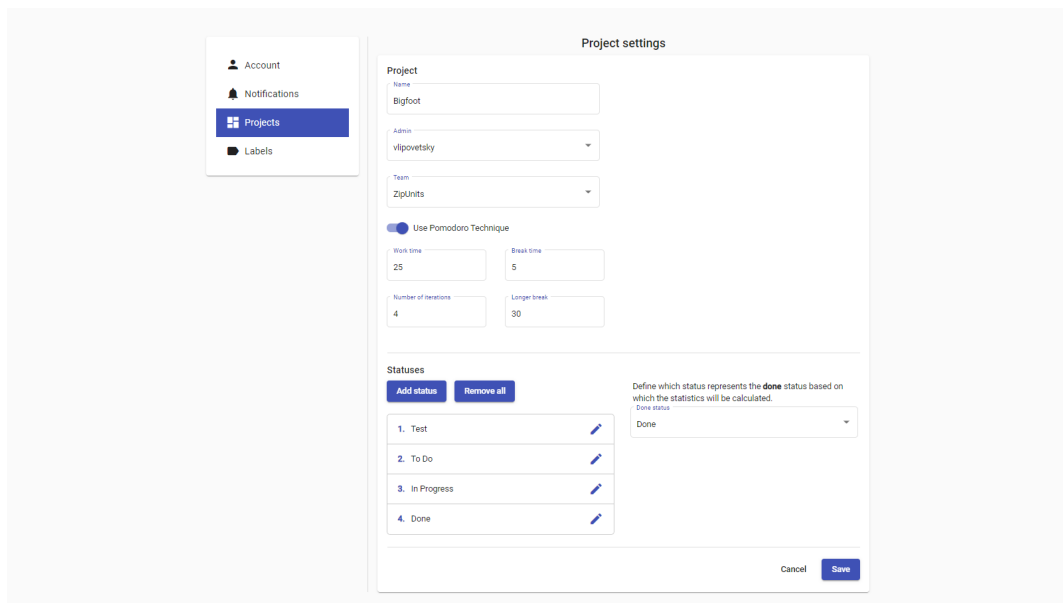 Project settings
Account
Notifications
Projects
Labels
Project
Name
Bigfoot
Admin
vlipovetsky
Team
ZipUnits
Use Pomodoro Technique
Work time
Break time
25
5
Number of iterations
Longer break
4
30
Statuses
Add status
Remove all
Define which status represents the done status based on
which the statistics will be calculated.
Done status
Done
1. Test
2. To Do
3. In Progress
4. Done
Cancel
Save